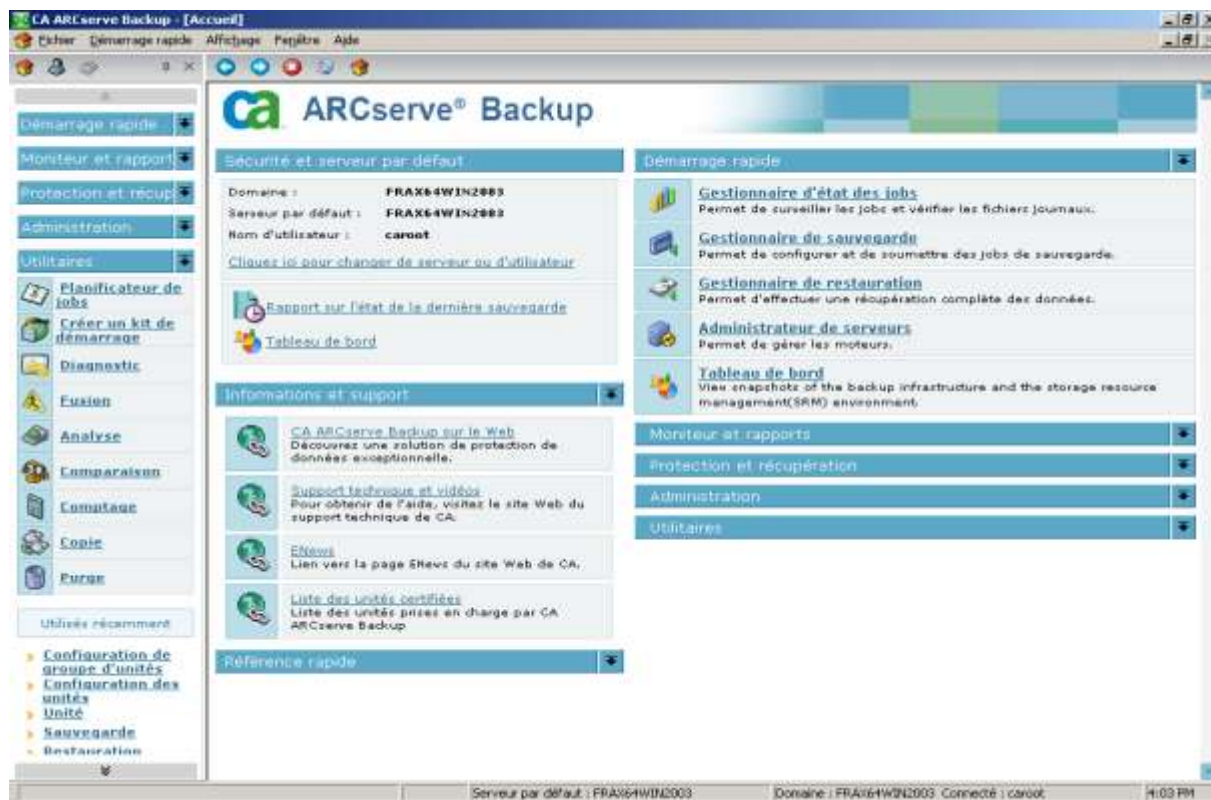 CA ARCserve Backup - [Accueil]
Fichier Démarrage rapide Affichage Fenêtre Aide
Démarrage rapide
Moniteur et rapport
Protection et récup
Administration
Utilitaires
Planificateur de
jobs
Créer un kit de
démarrage
Diagnostic
Fusion
Analyse
Comparaison
Comptage
Copie
Purge
Utilisés récemment
Configuration de
groupe d'unités
Configuration des
unités
Unité
Sauvegarde
Restauration
ca ARCserve® Backup
Sécurité et serveur par défaut
Domaine : FRAX64WIN2003
Serveur par défaut : FRAX64WIN2003
Nom d'utilisateur : caroot
Cliquez ici pour changer de serveur ou d'utilisateur
Rapport sur l'état de la dernière sauvegarde
Tableau de bord
Informations et support
CA ARCserve Backup sur le Web
Découvrez une solution de protection de
données exceptionnelle.
Support technique et vidéos
Pour obtenir de l'aide, visitez le site Web du
support technique de CA.
ENews
Lien vers la page ENews du site Web de CA.
Liste des unités certifiées
Liste des unités prises en charge par CA
ARCserve Backup
Référence rapide
Démarrage rapide
Gestionnaire d'état des jobs
Permet de surveiller les jobs et vérifier les fichiers journaux.
Gestionnaire de sauvegarde
Permet de configurer et de soumettre des jobs de sauvegarde.
Gestionnaire de restauration
Permet d'effectuer une récupération complète des données.
Administrateur de serveurs
Permet de gérer les moteurs.
Tableau de bord
View snapshots of the backup infrastructure and the storage resource
management(SRM) environment.
Moniteur et rapports
Protection et récupération
Administration
Utilitaires
Serveur par défaut : FRAX64WIN2003 Domaine : FRAX64WIN2003 Connecté : caroot 4:03 PM